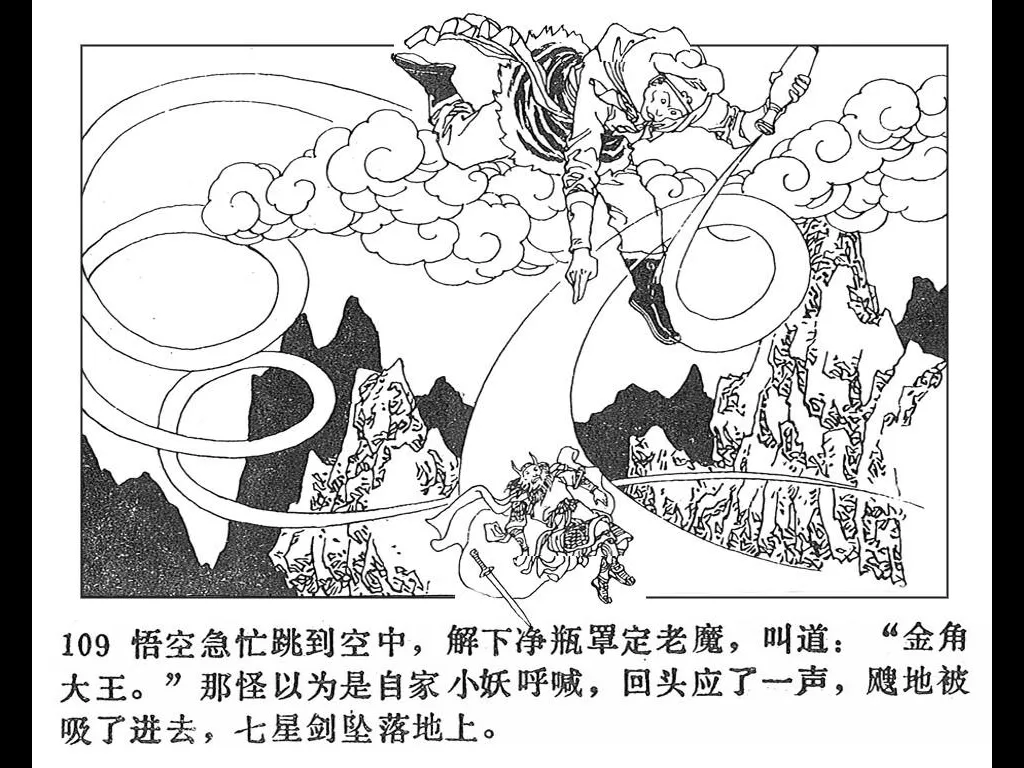 109 悟空急忙跳到空中，解下净瓶罩定老魔，叫道：“金角
大王。”那怪以为是自家小妖呼喊，回头应了一声，飕地被
吸了进去，七星剑坠落地上。